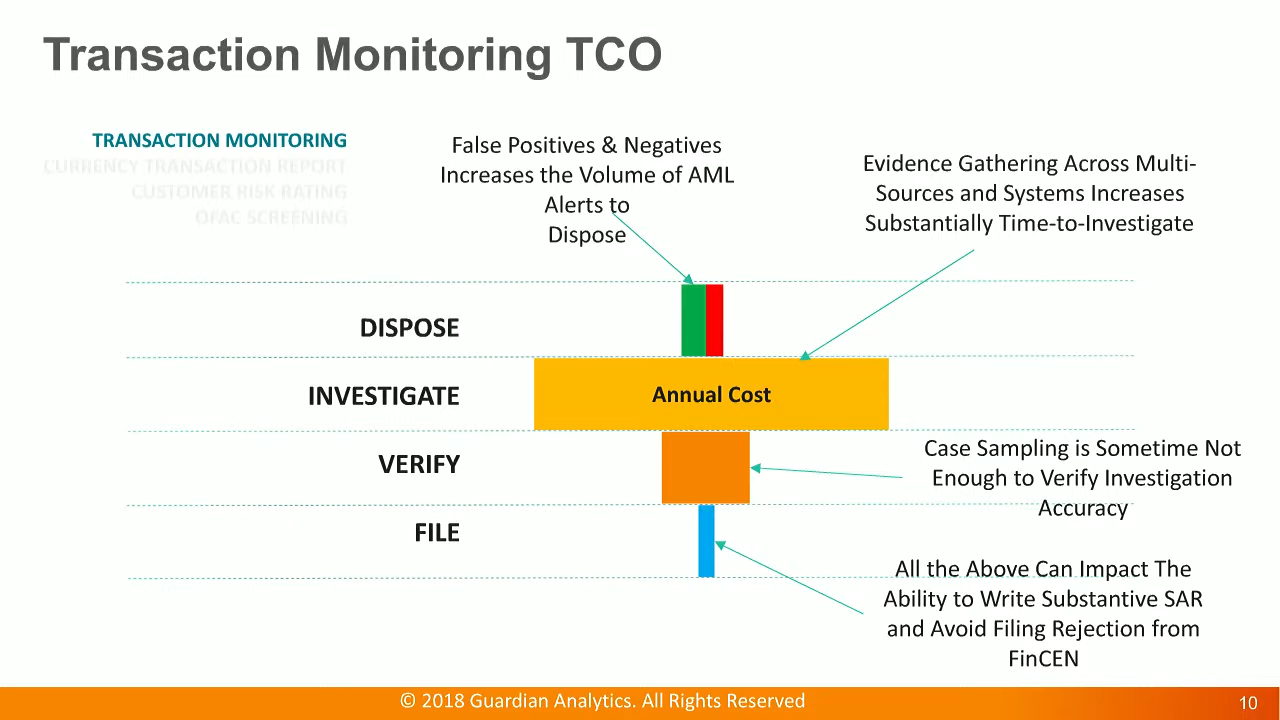 Transaction Monitoring TCO
TRANSACTION MONITORING
CURRENCY TRANSACTION REPORT
CUSTOMER RISK RATING
OFAC SCREENING
False Positives & Negatives
Increases the Volume of AML
Alerts to
Dispose
Evidence Gathering Across Multi-
Sources and Systems Increases
Substantially Time-to-Investigate
DISPOSE
INVESTIGATE
Annual Cost
VERIFY
Case Sampling is Sometime Not
Enough to Verify Investigation
Accuracy
FILE
All the Above Can Impact The
Ability to Write Substantive SAR
and Avoid Filing Rejection from
FinCEN
© 2018 Guardian Analytics. All Rights Reserved
10